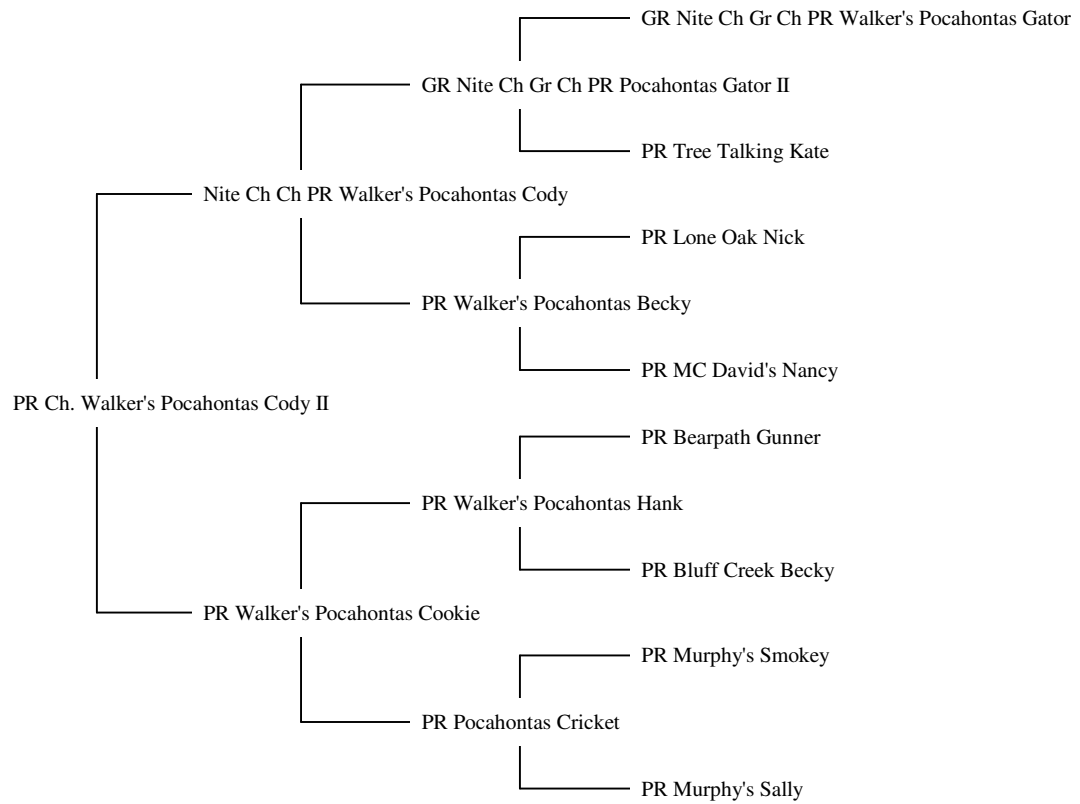 GR Nite Ch Gr Ch PR Walker's Pocahontas Gator
GR Nite Ch Gr Ch PR Pocahontas Gator II
PR Tree Talking Kate
Nite Ch Ch PR Walker's Pocahontas Cody
PR Lone Oak Nick
PR Walker's Pocahontas Becky
PR MC David's Nancy
PR Ch. Walker's Pocahontas Cody II
PR Bearpath Gunner
PR Walker's Pocahontas Hank
PR Bluff Creek Becky
PR Walker's Pocahontas Cookie
PR Murphy's Smokey
PR Pocahontas Cricket
PR Murphy's Sally